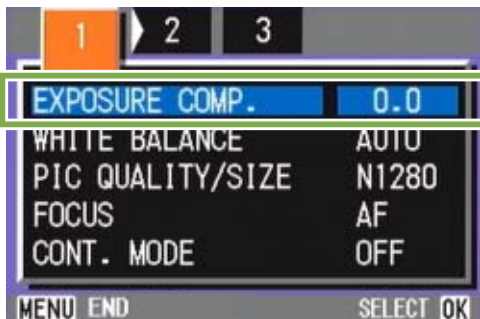 1 2 3
EXPOSURE COMP. 0.0
WHITE BALANCE AUTO
PIC QUALITY/SIZE N1280
FOCUS AF
CONT. MODE OFF
MENU END SELECT OK